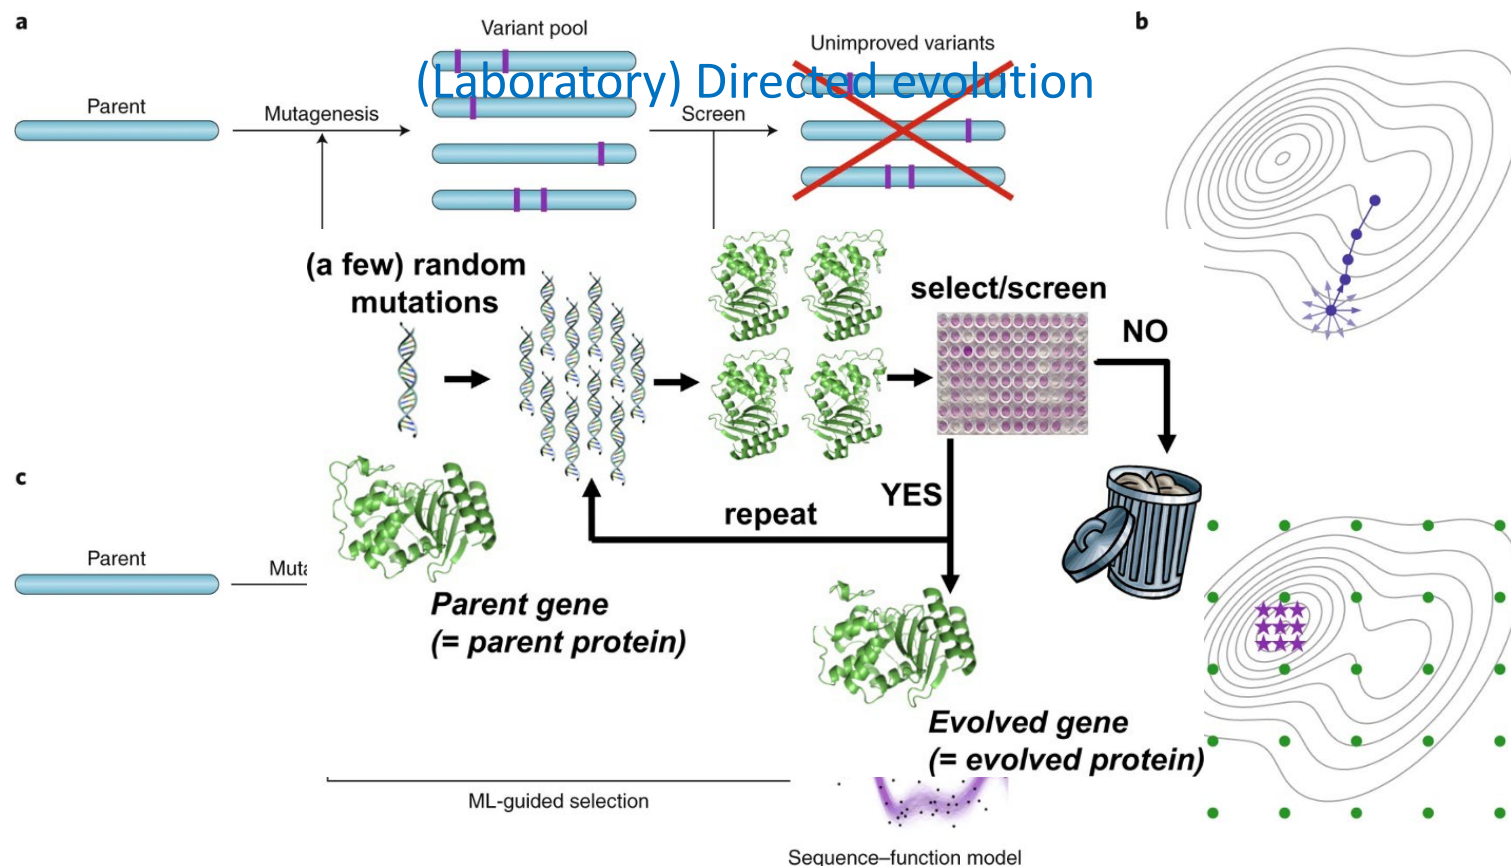 a
b
Variant pool
Unimproved variants
(Laboratory) Directed evolution
Parent
Mutagenesis
Screen
(a few) random
mutations
select/screen
NO
c
YES
repeat
Parent
Parent gene
(= parent protein)
Evolved gene
(= evolved protein)
ML-guided selection
Sequence–function model